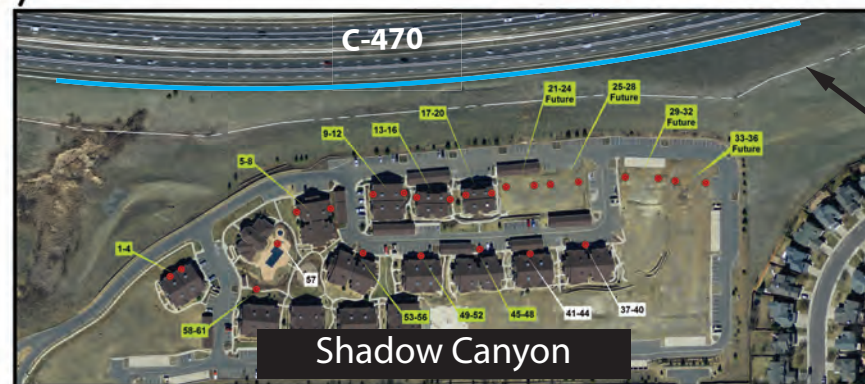 C-470
21-24
Future
25-28
Future
17-20
29-32
Future
13-16
9-12
33-36
Future
5-8
1-4
57
58-61
53-56
49-52
45-48
41-44
37-40
Shadow Canyon